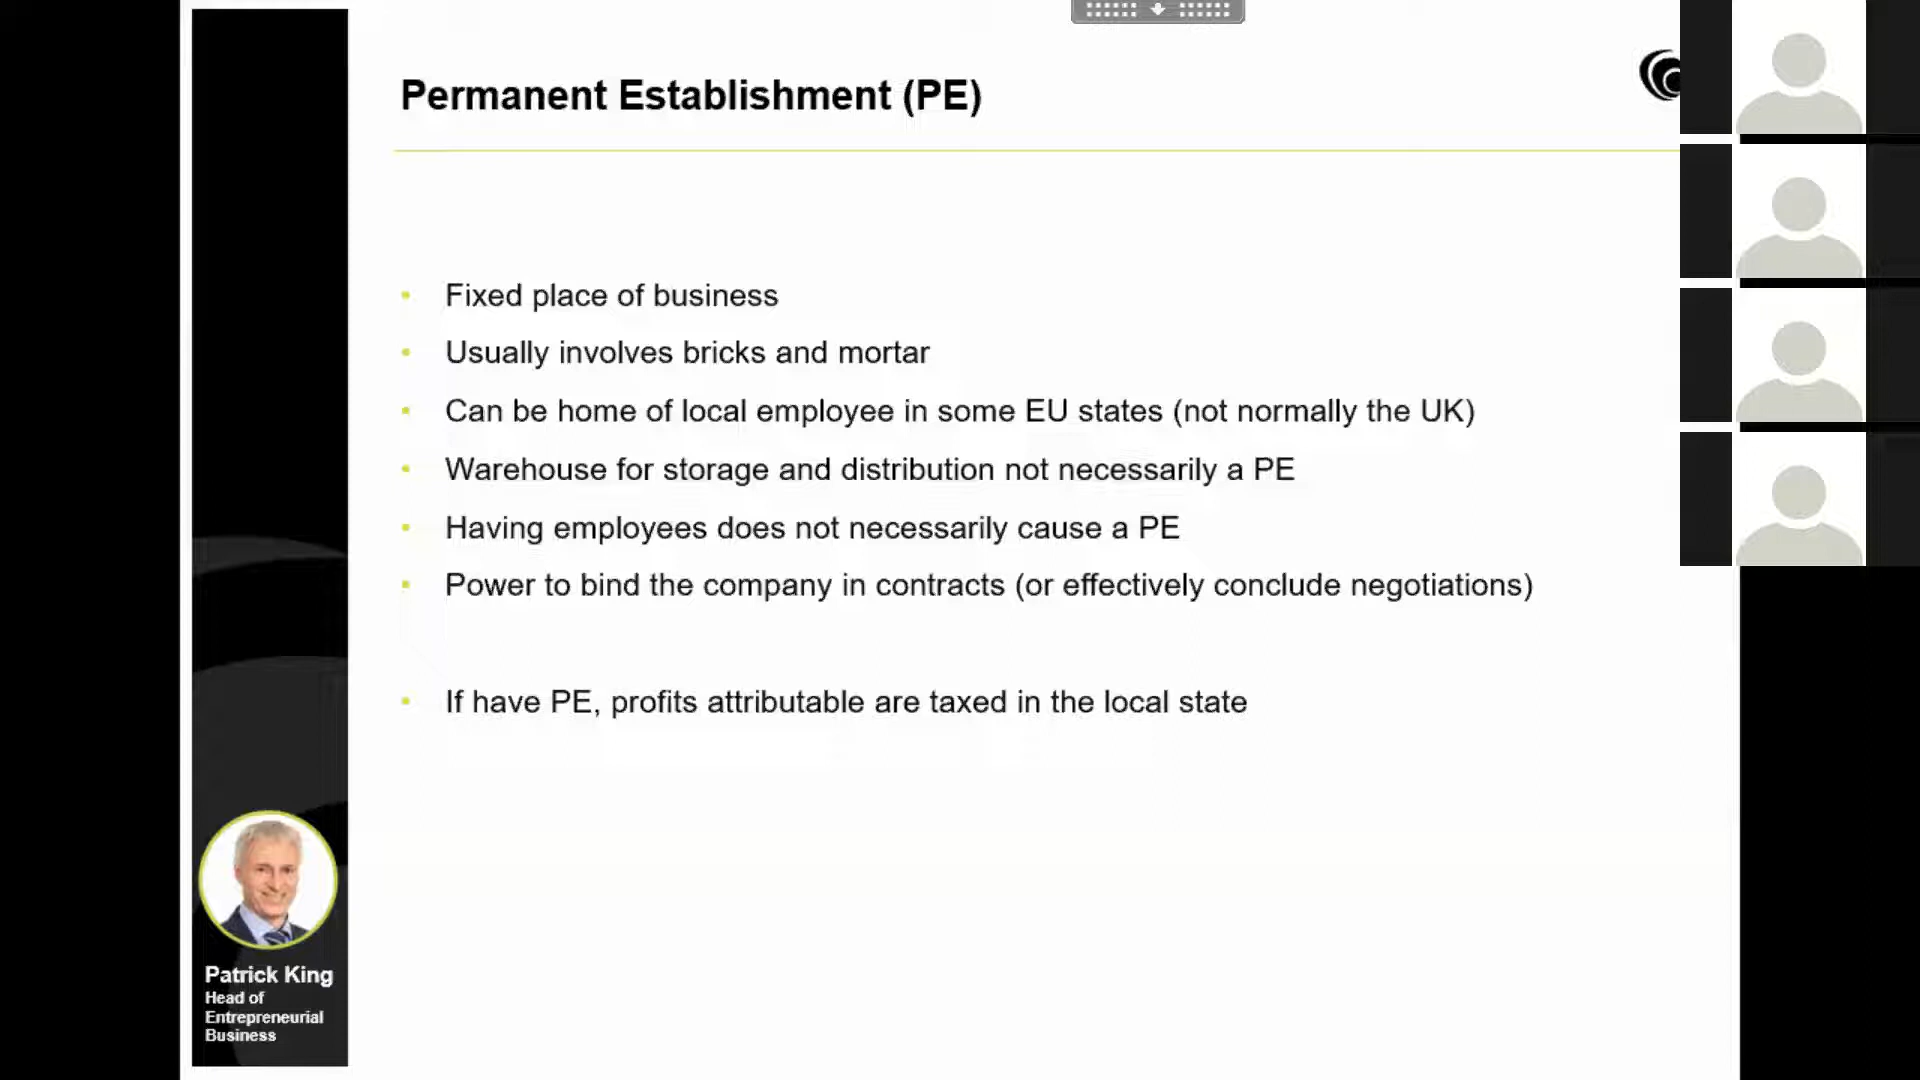 Permanent Establishment (PE)
• Fixed place of business
• Usually involves bricks and mortar
• Can be home of local employee in some EU states (not normally the UK)
• Warehouse for storage and distribution not necessarily a PE
• Having employees does not necessarily cause a PE
• Power to bind the company in contracts (or effectively conclude negotiations)
• If have PE, profits attributable are taxed in the local state
Patrick King
Head of
Entrepreneurial
Business